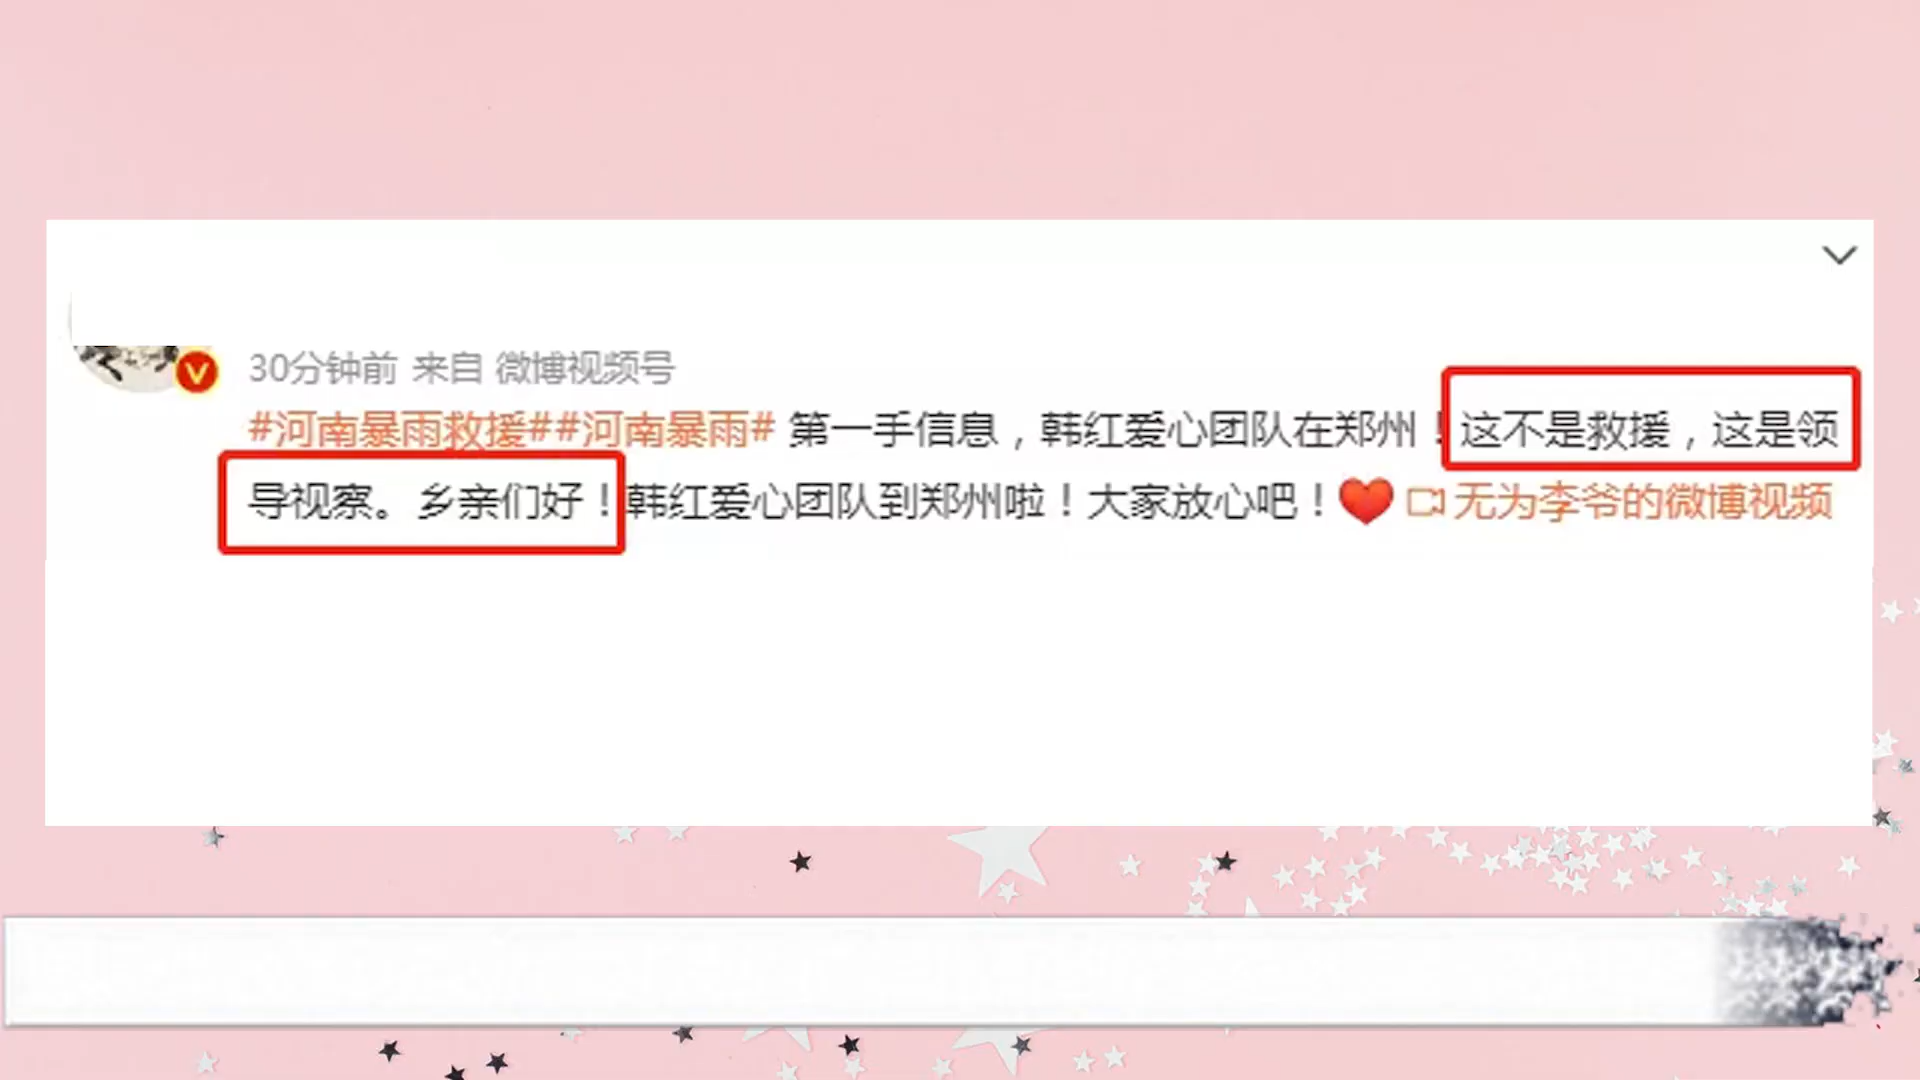 30分钟前 来自 微博视频号
#河南暴雨救援##河南暴雨# 第一手信息，韩红爱心团队在郑州！这不是救援，这是领
导视察。乡亲们好！韩红爱心团队到郑州啦！大家放心吧！❤️无为李爷的微博视频